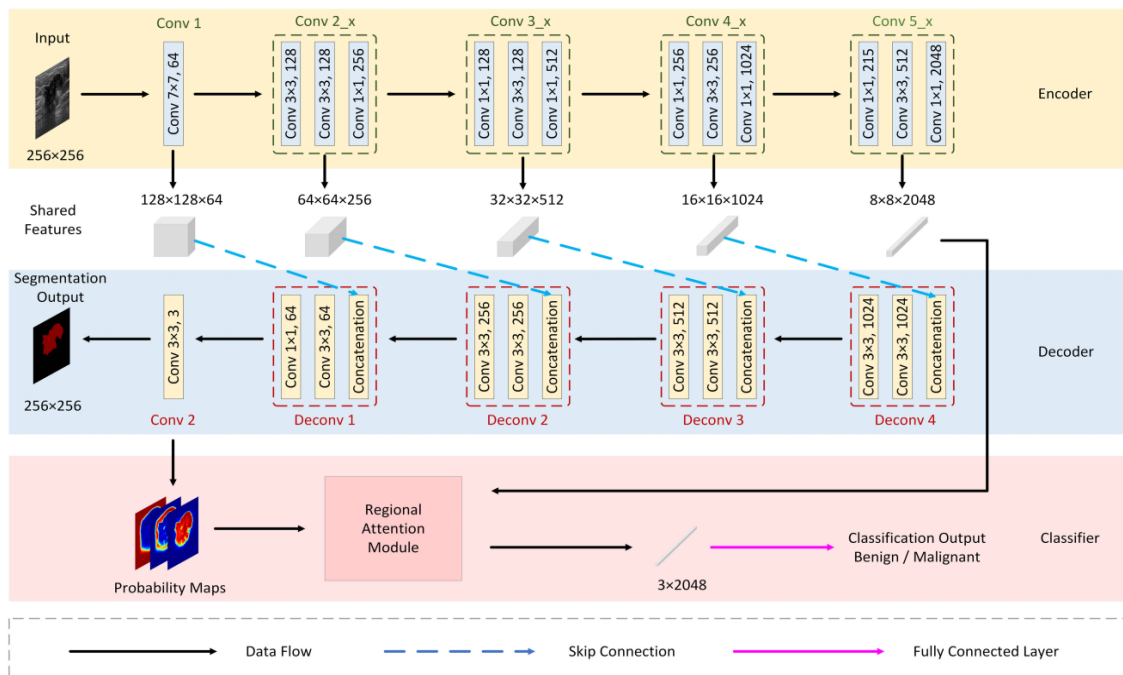 Input
256×256
Conv 1
Conv 7×7, 64
Conv 2_x
Conv 3×3, 128
Conv 3×3, 128
Conv 1×1, 256
Conv 3_x
Conv 1×1, 128
Conv 3×3, 128
Conv 1×1, 512
Conv 4_x
Conv 1×1, 256
Conv 3×3, 256
Conv 1×1, 1024
Conv 5_x
Conv 1×1, 215
Conv 3×3, 512
Conv 1×1, 2048
Encoder
Shared
Features
128×128×64
64×64×256
32×32×512
16×16×1024
8×8×2048
Segmentation
Output
256×256
Conv 3×3, 3
Conv 2
Conv 1×1, 64
Conv 3×3, 64
Concatenation
Deconv 1
Conv 3×3, 256
Conv 3×3, 256
Concatenation
Deconv 2
Conv 3×3, 512
Conv 3×3, 512
Concatenation
Deconv 3
Conv 3×3, 1024
Conv 3×3, 1024
Concatenation
Deconv 4
Decoder
Probability Maps
Regional
Attention
Module
3×2048
Classification Output
Benign / Malignant
Classifier
Data Flow
Skip Connection
Fully Connected Layer